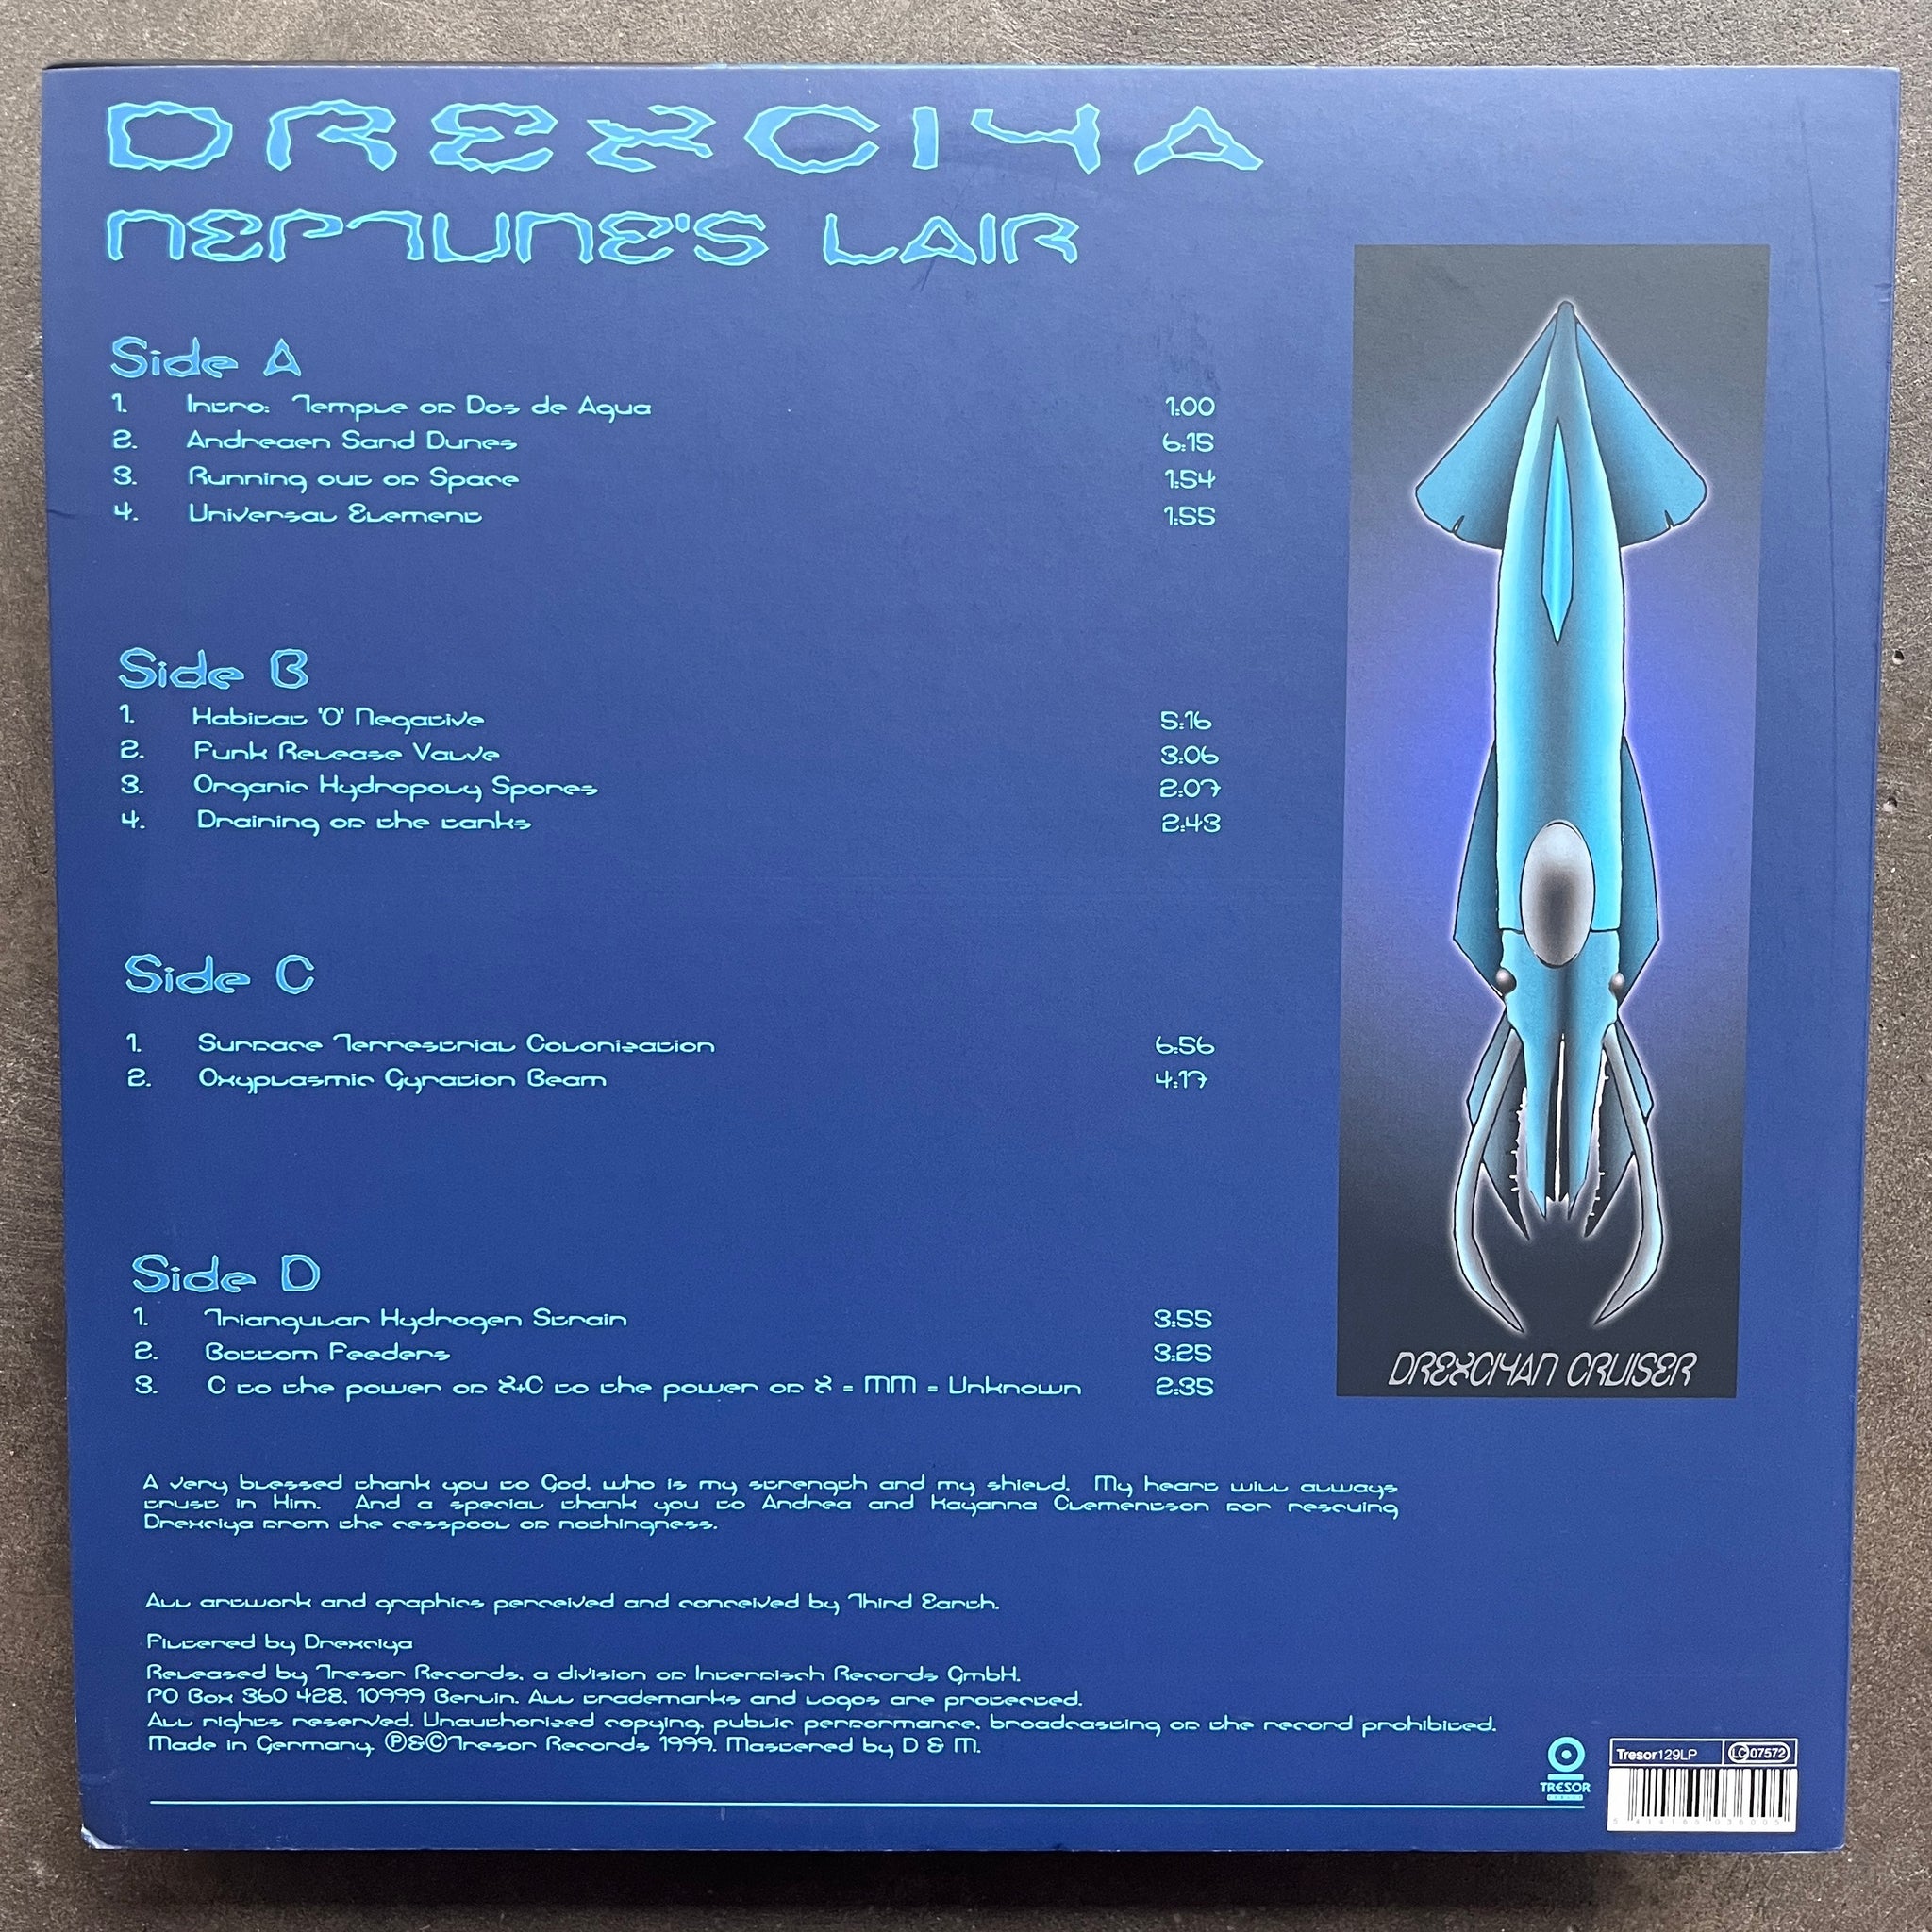 DREXCIYA
NEPTUNE'S LAIR
Side A
1. Intro: Temple of Dos de Agua 1:00
2. Andreaen Sand Dunes 6:15
3. Running out of Space 1:54
4. Universal Element 1:55
Side B
1. Habitat 'O' Negative 5:16
2. Funk Release Valve 3:06
3. Organic Hydropoly Spores 2:07
4. Draining of the tanks 2:43
Side C
1. Surface Terrestrial Colonization 6:56
2. Oxyplasmic Gyration Beam 4:17
Side D
1. Triangular Hydrogen Strain 3:55
2. Bottom Feeders 3:25
3. C to the power of X+C to the power of X = MM = Unknown 2:35
DREXCIYAN CRUISER
A very blessed thank you to God, who is my strength and my shield. My heart will always
trust in Him. And a special thank you to Andrea and Kayanna Clementson for rescuing
Drexciya from the cesspool of nothingness.
All artwork and graphics perceived and conceived by Third Earth.
Filtered by Drexciya
Released by Tresor Records, a division of Interfisch Records GmbH.
PO Box 360 428, 10999 Berlin. All trademarks and logos are protected.
All rights reserved. Unauthorised copying, public performance, broadcasting of the record prohibited.
Made in Germany. ℗&©Tresor Records 1999. Mastered by D & M.
TRESOR
Tresor129LP LC07572